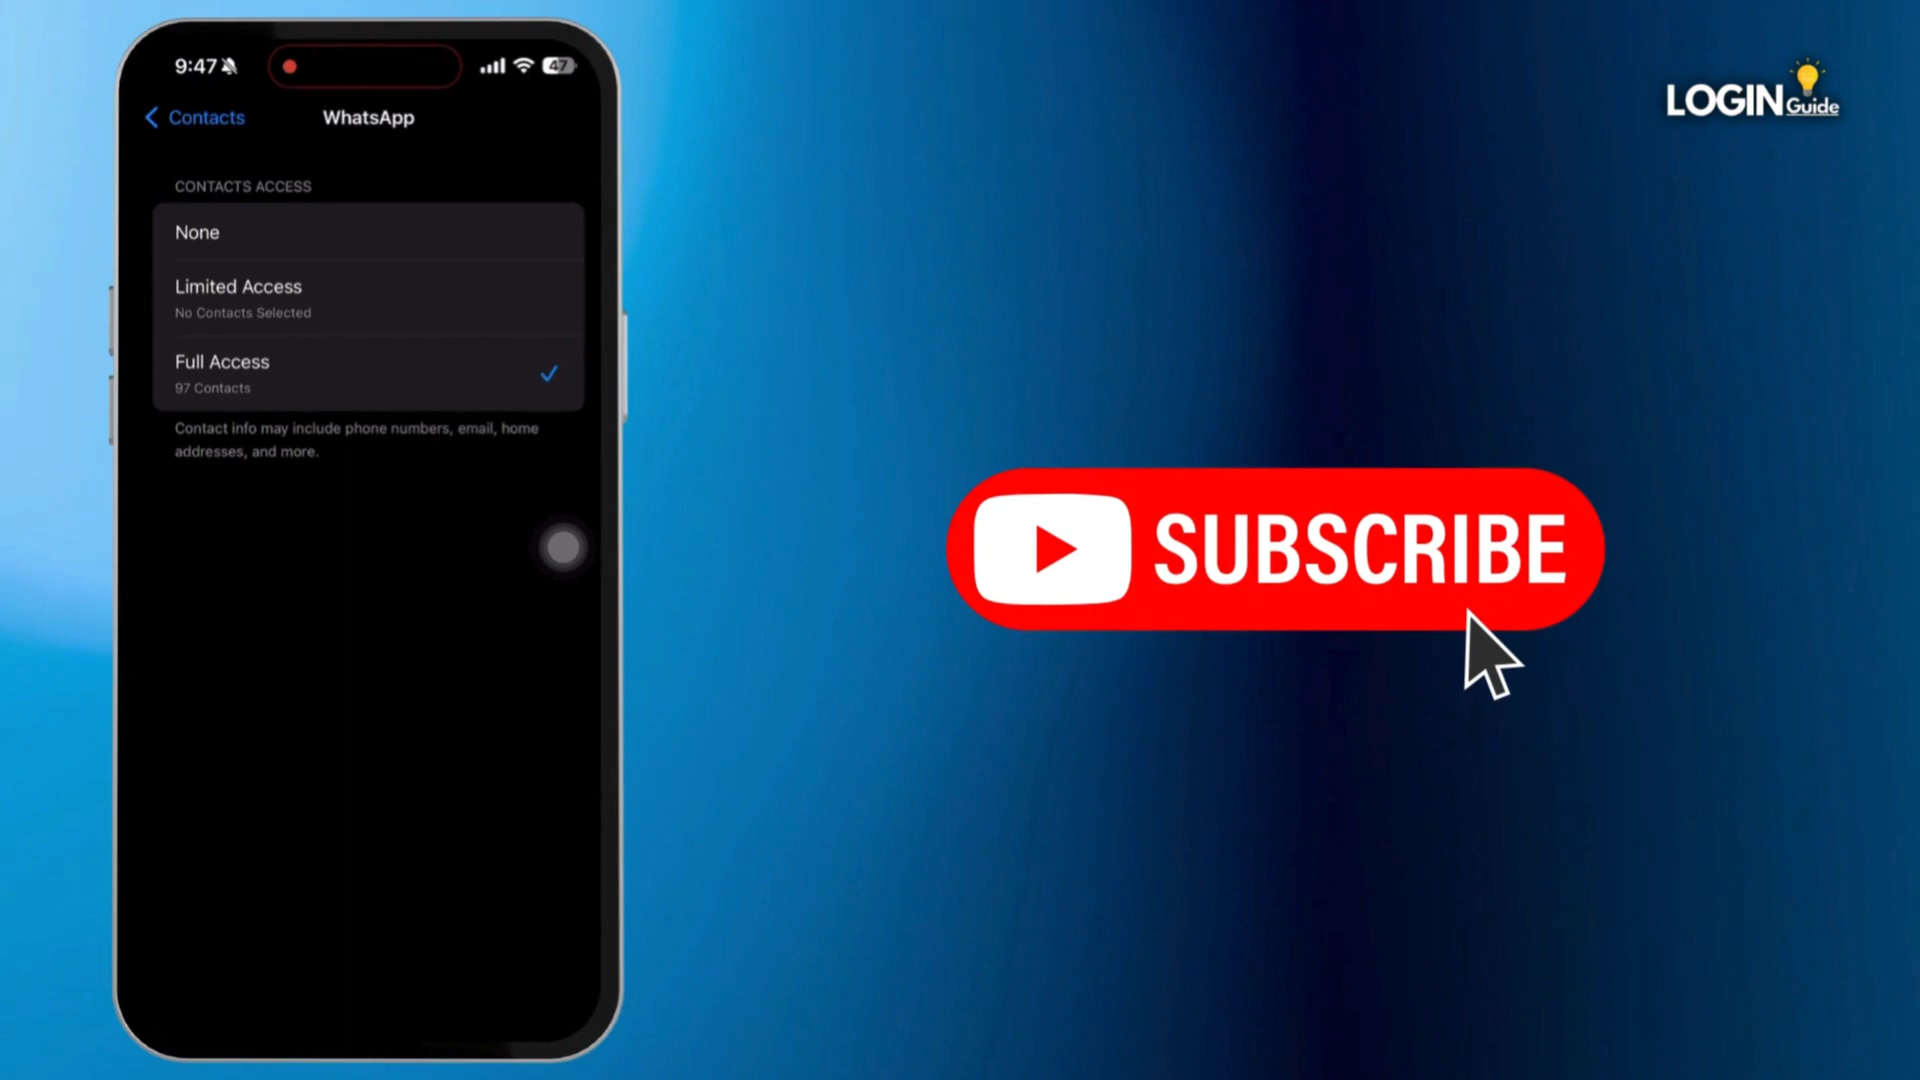 9:47
47
Contacts
WhatsApp
CONTACTS ACCESS
None
Limited Access
No Contacts Selected
Full Access
97 Contacts
Contact info may include phone numbers, email, home
addresses, and more.
LOGIN Guide
SUBSCRIBE